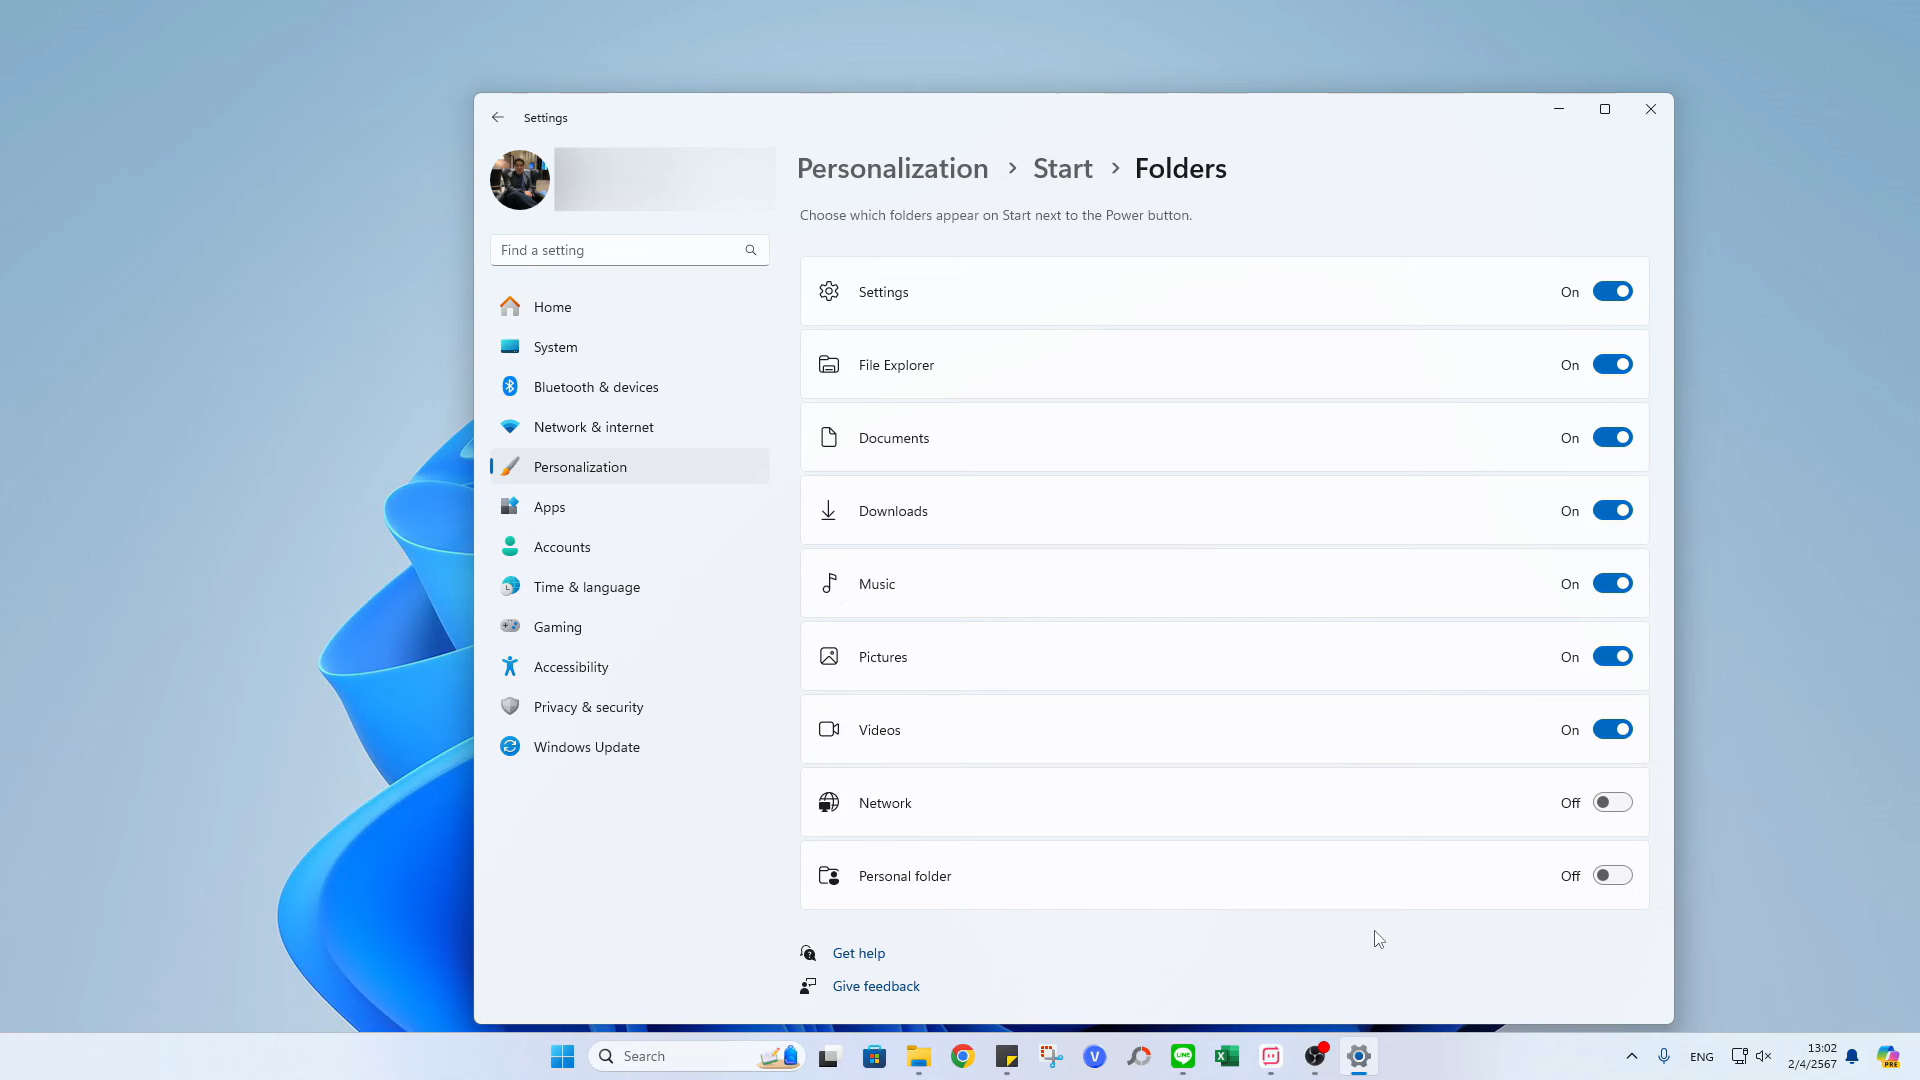 Settings
Personalization > Start > Folders
Choose which folders appear on Start next to the Power button.
Find a setting
Home
System
Bluetooth & devices
Network & internet
Personalization
Apps
Accounts
Time & language
Gaming
Accessibility
Privacy & security
Windows Update
Settings On
File Explorer On
Documents On
Downloads On
Music On
Pictures On
Videos On
Network Off
Personal folder Off
Get help
Give feedback
Search
V
LINE
ENG
13:02
2/4/2567
PRE